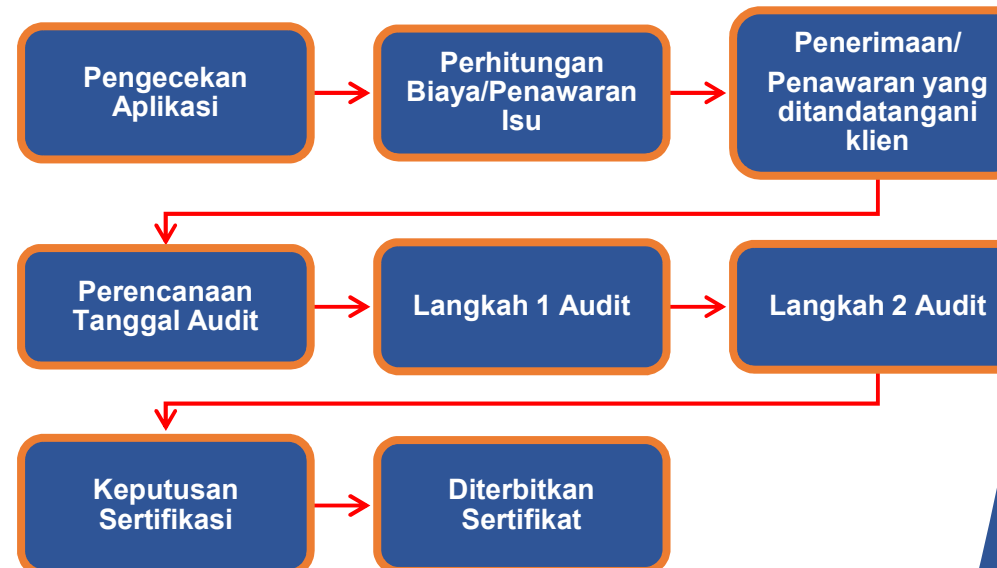 Pengecekan
Aplikasi
Perhitungan
Biaya/Penawaran
Isu
Penerimaan/
Penawaran yang
ditandatangani
klien
Perencanaan
Tanggal Audit
Langkah 1 Audit
Langkah 2 Audit
Keputusan
Sertifikasi
Diterbitkan
Sertifikat